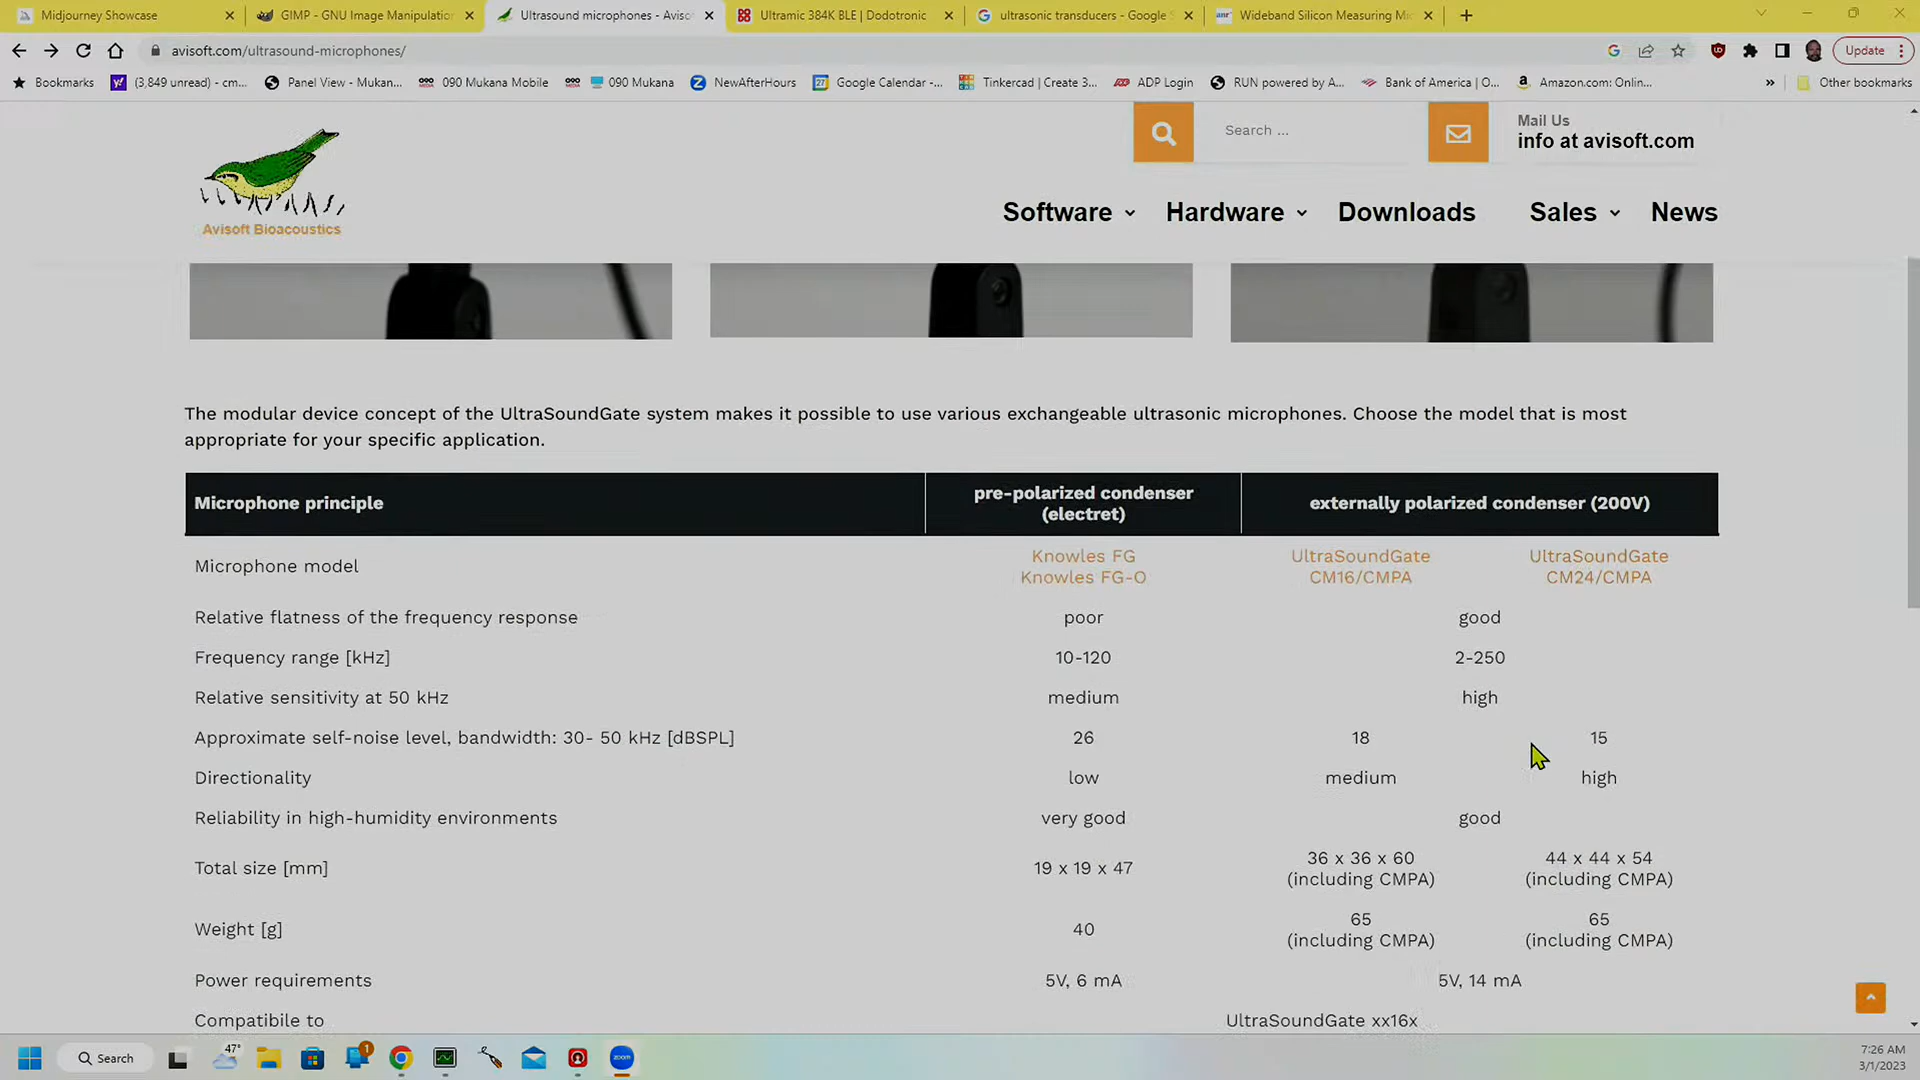 Midjourney Showcase
GIMP - GNU Image Manipulation
Ultrasound microphones - Aviso
Ultramic 384K BLE | Dodotronic
ultrasonic transducers - Google S
Wideband Silicon Measuring Mi
avisoft.com/ultrasound-microphones/
Update
Bookmarks
(3,849 unread) - cm...
Panel View - Mukan...
090 Mukana Mobile
090 Mukana
NewAfterHours
Google Calendar -...
Tinkercad | Create 3...
ADP Login
RUN powered by A...
Bank of America | O...
Amazon.com: Onlin...
»
Other bookmarks
Avisoft Bioacoustics
Search ...
Mail Us
info at avisoft.com
Software
Hardware
Downloads
Sales
News
The modular device concept of the UltraSoundGate system makes it possible to use various exchangeable ultrasonic microphones. Choose the model that is most
appropriate for your specific application.
Microphone principle
pre-polarized condenser
(electret)
externally polarized condenser (200V)
Microphone model
Knowles FG
Knowles FG-O
UltraSoundGate
CM16/CMPA
UltraSoundGate
CM24/CMPA
Relative flatness of the frequency response
poor
good
Frequency range [kHz]
10-120
2-250
Relative sensitivity at 50 kHz
medium
high
Approximate self-noise level, bandwidth: 30- 50 kHz [dBSPL]
26
18
15
Directionality
low
medium
high
Reliability in high-humidity environments
very good
good
Total size [mm]
19 x 19 x 47
36 x 36 x 60
(including CMPA)
44 x 44 x 54
(including CMPA)
Weight [g]
40
65
(including CMPA)
65
(including CMPA)
Power requirements
5V, 6 mA
5V, 14 mA
Compatibile to
UltraSoundGate xx16x
Search
47°
1
zoom
7:26 AM
3/1/2023